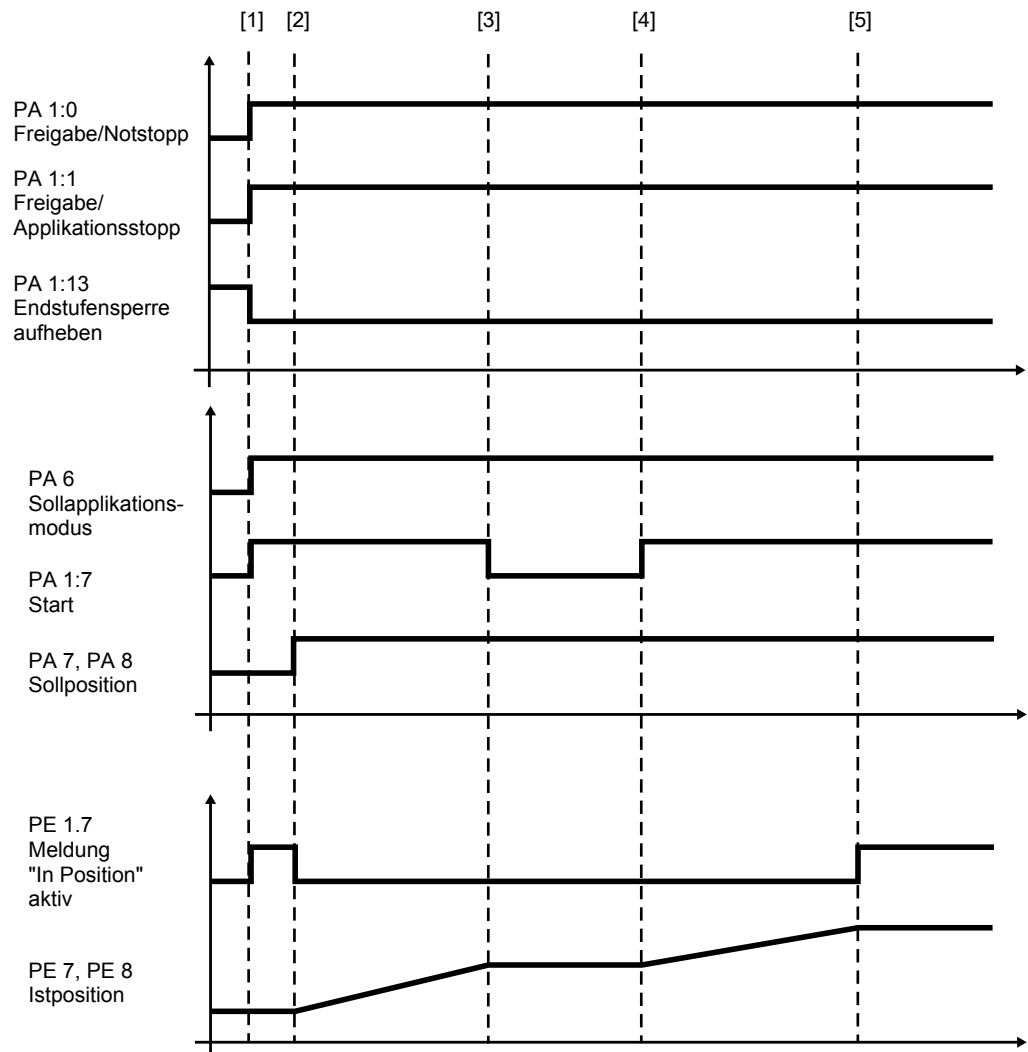 [1] [2] [3] [4] [5]
PA 1:0
Freigabe/Notstopp
PA 1:1
Freigabe/
Applikationsstopp
PA 1:13
Endstufensperre
aufheben
PA 6
Sollapplikations-
modus
PA 1:7
Start
PA 7, PA 8
Sollposition
PE 1.7
Meldung
"In Position"
aktiv
PE 7, PE 8
Istposition